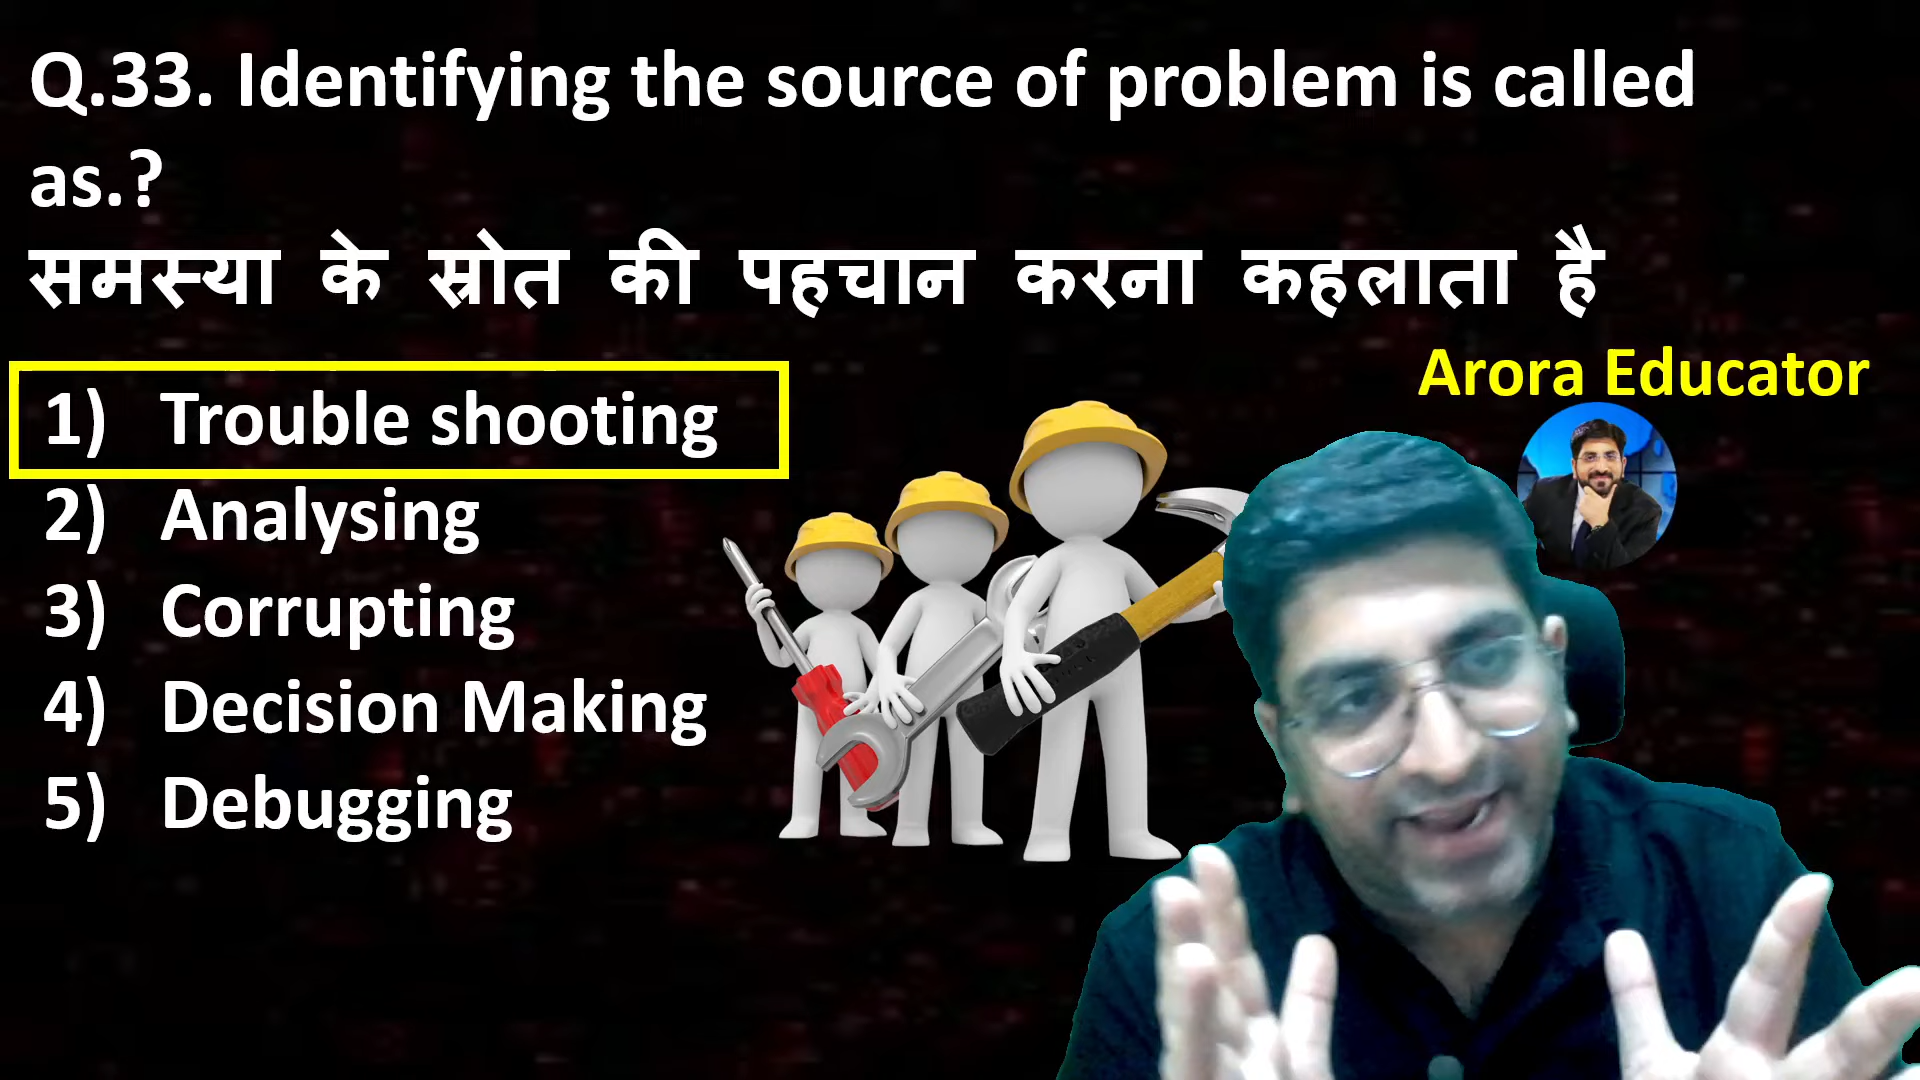 Q.33. Identifying the source of problem is called
as.?
समस्या के स्रोत की पहचान करना कहलाता है
Arora Educator
1) Trouble shooting
2) Analysing
3) Corrupting
4) Decision Making
5) Debugging